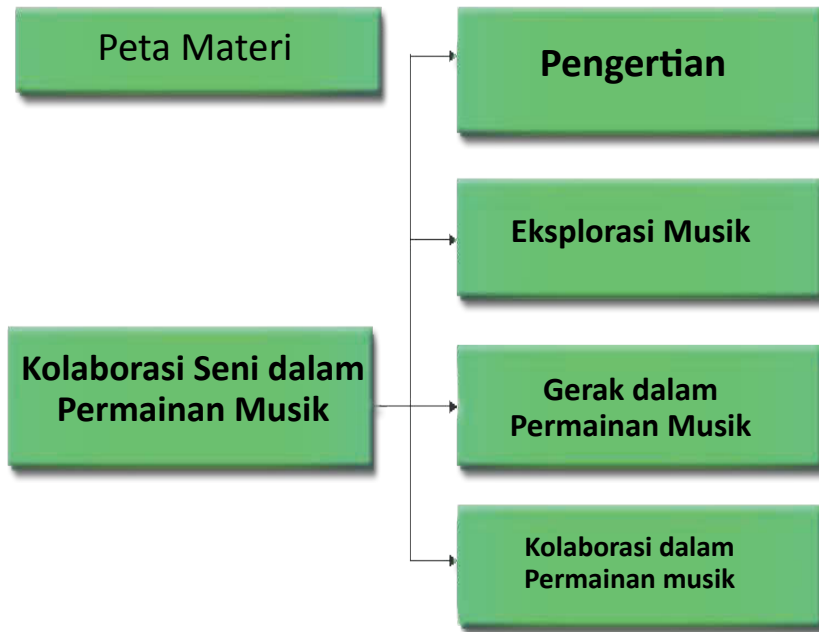 Peta Materi
Pengertian
Eksplorasi Musik
Kolaborasi Seni dalam
Permainan Musik
Gerak dalam
Permainan Musik
Kolaborasi dalam
Permainan musik